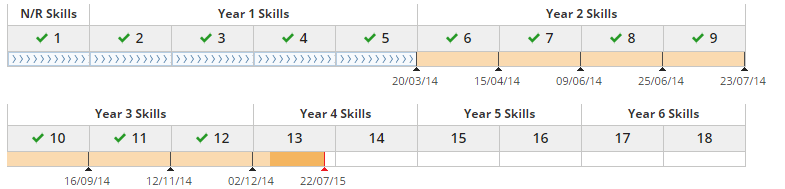 N/R Skills Year 1 Skills Year 2 Skills
1 2 3 4 5 6 7 8 9
20/03/14 15/04/14 09/06/14 25/06/14 23/07/14
Year 3 Skills Year 4 Skills Year 5 Skills Year 6 Skills
10 11 12 13 14 15 16 17 18
16/09/14 12/11/14 02/12/14 22/07/15